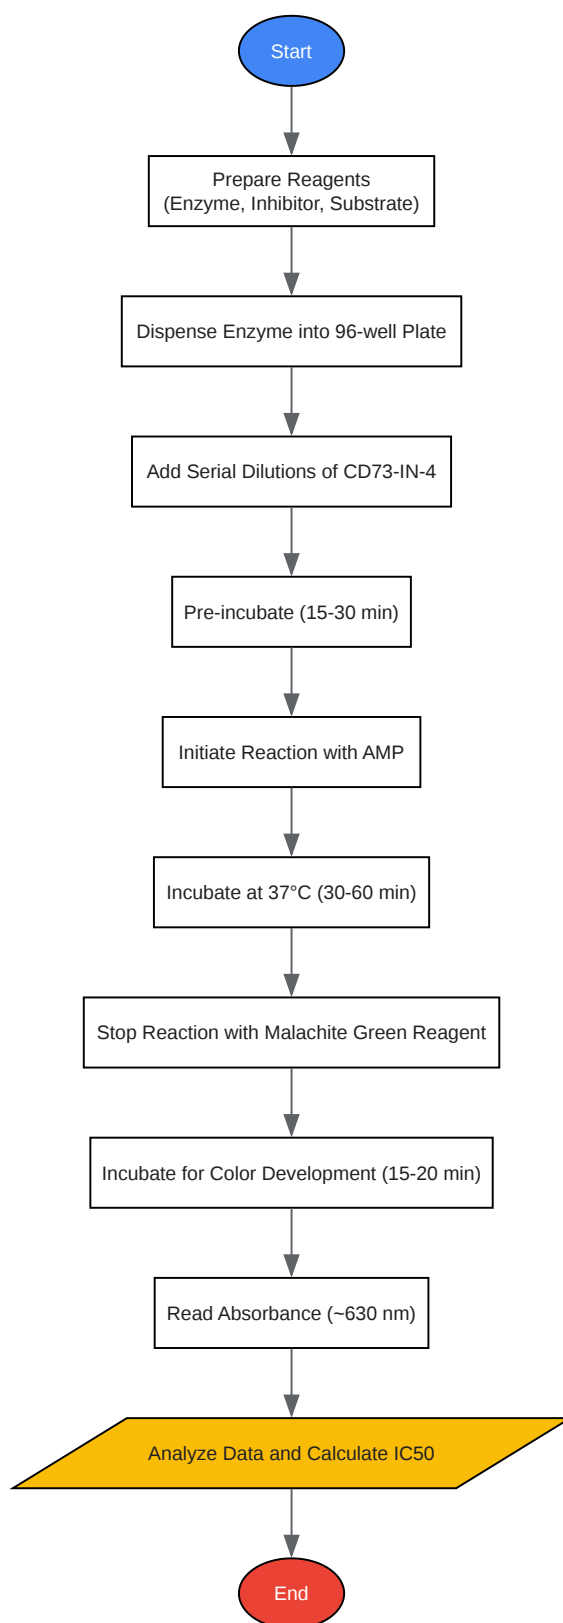 Start
Prepare Reagents
(Enzyme, Inhibitor, Substrate)
Dispense Enzyme into 96-well Plate
Add Serial Dilutions of CD73-IN-4
Pre-incubate (15-30 min)
Initiate Reaction with AMP
Incubate at 37°C (30-60 min)
Stop Reaction with Malachite Green Reagent
Incubate for Color Development (15-20 min)
Read Absorbance (~630 nm)
Analyze Data and Calculate IC50
End